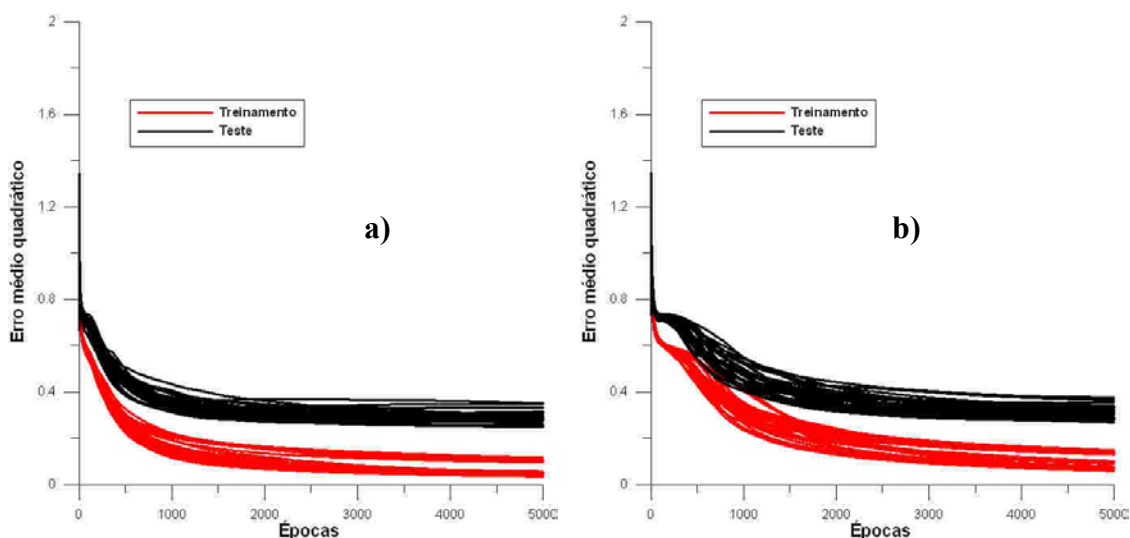 2
1.6
1.2
0.8
0.4
0
Erro médio quadrático
Treinamento
Teste
a)
0 1000 2000 3000 4000 5000
Épocas
2
1.6
1.2
0.8
0.4
0
Erro médio quadrático
Treinamento
Teste
b)
0 1000 2000 3000 4000 5000
Épocas